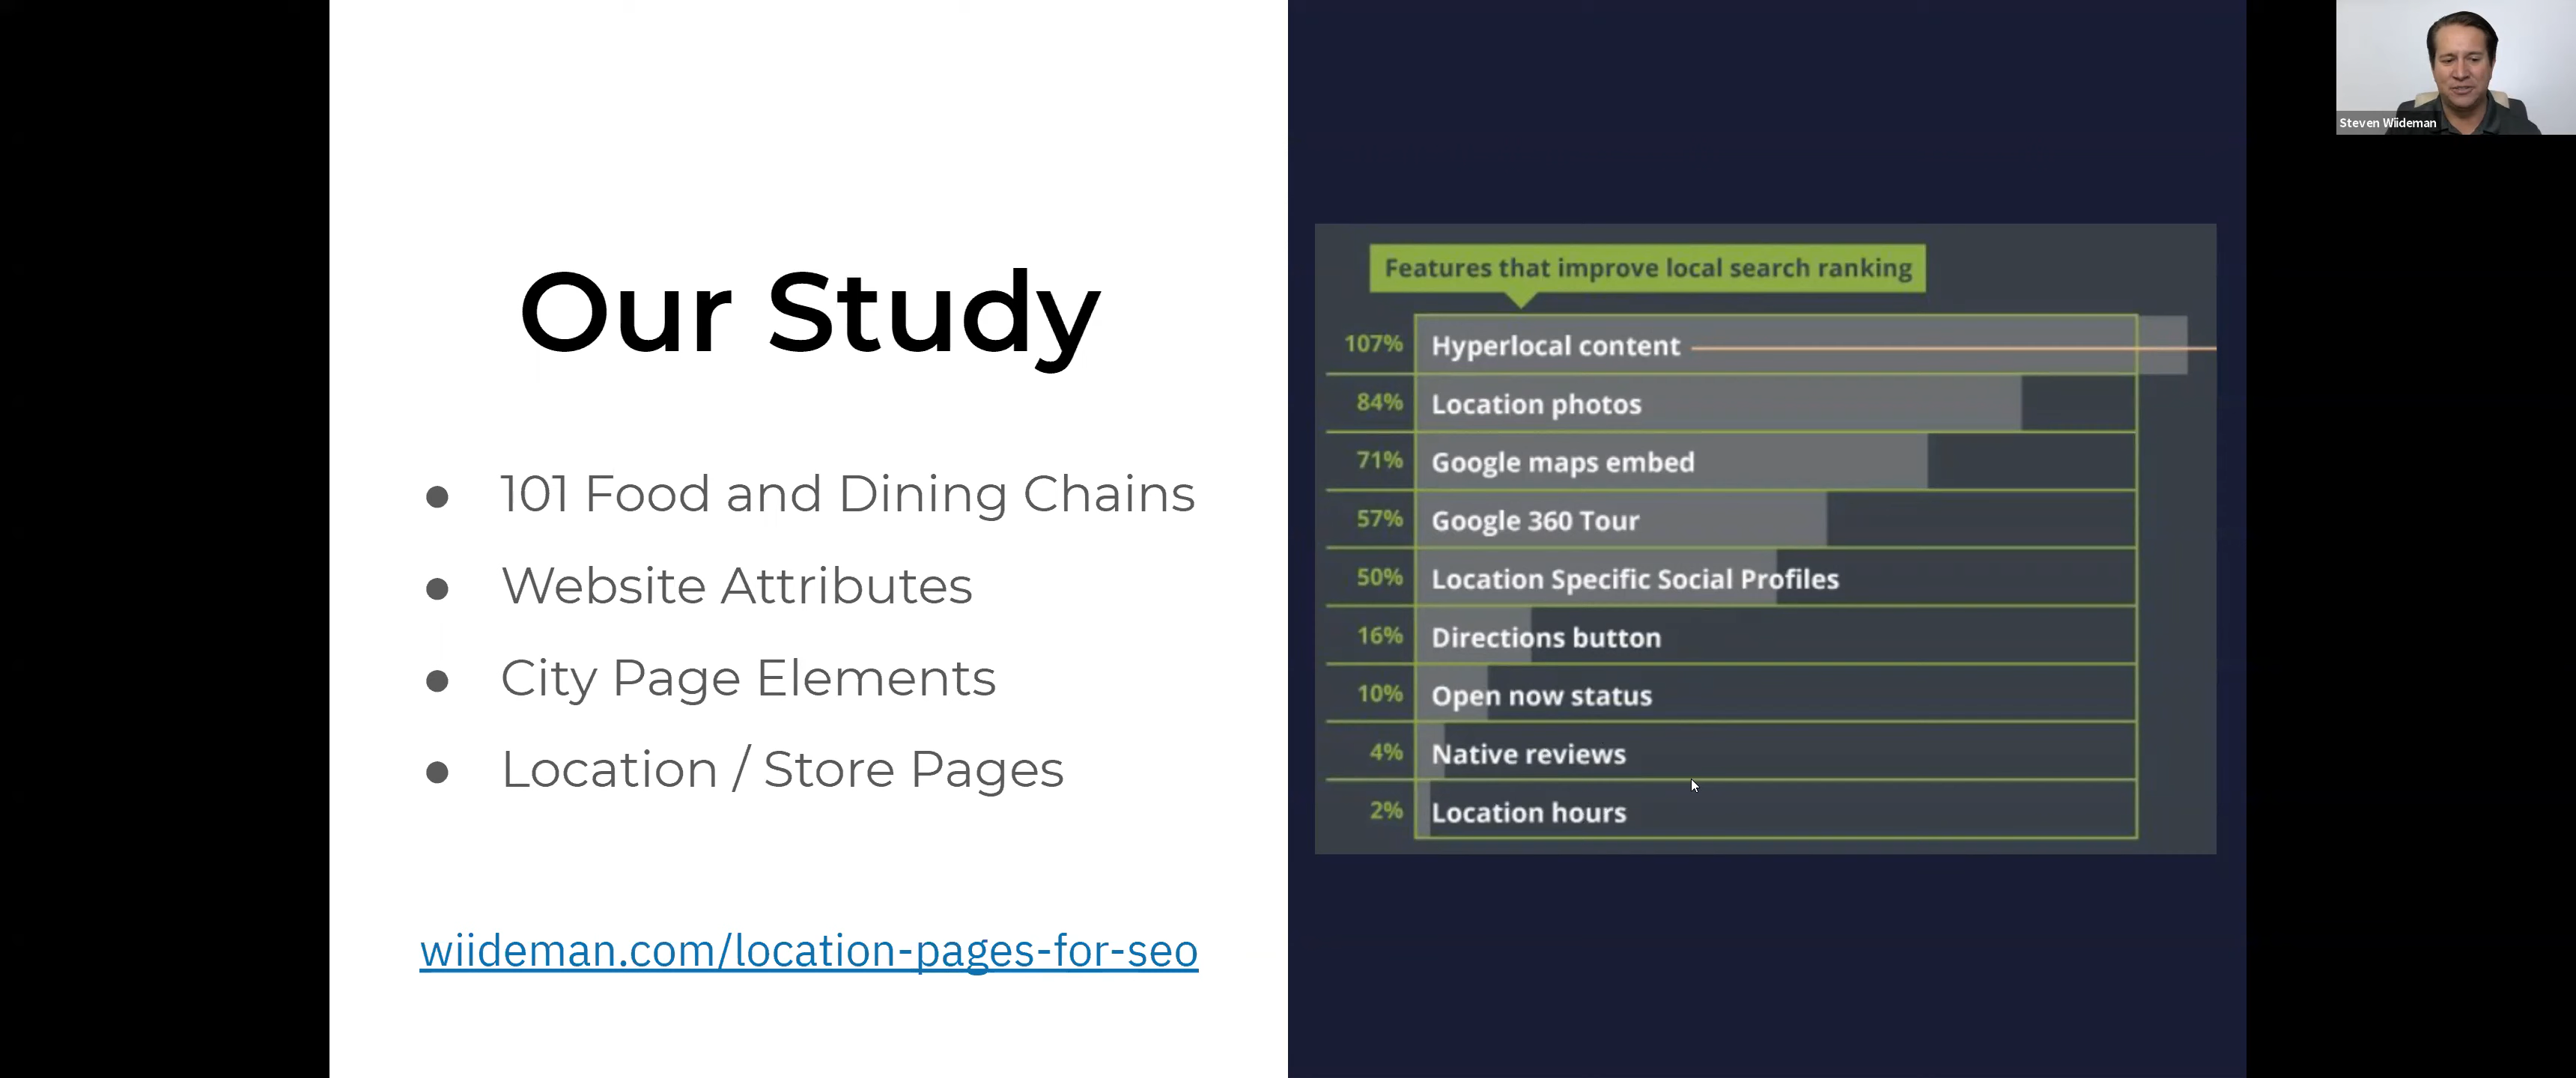 Our Study
● 101 Food and Dining Chains
● Website Attributes
● City Page Elements
● Location / Store Pages
wiideman.com/location-pages-for-seo
Features that improve local search ranking
107% Hyperlocal content
84% Location photos
71% Google maps embed
57% Google 360 Tour
50% Location Specific Social Profiles
16% Directions button
10% Open now status
4% Native reviews
2% Location hours
Steven Wiideman